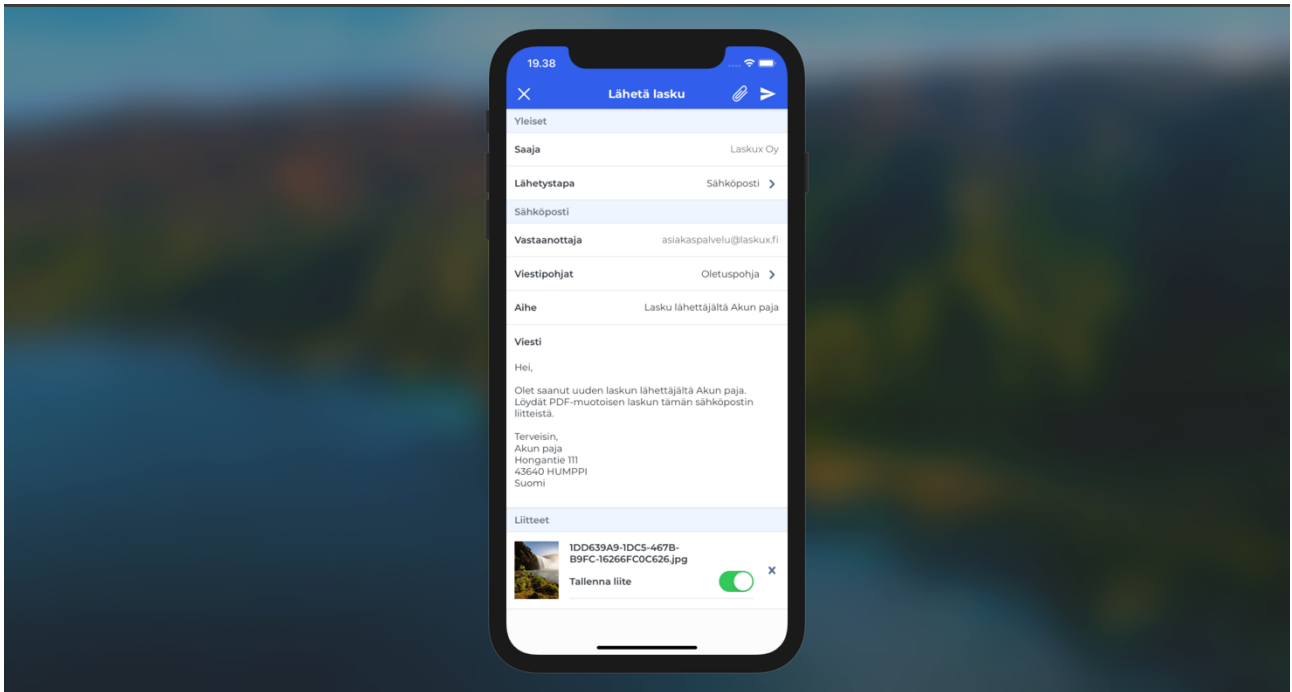 19.38
Lähetä lasku
Yleiset
Saaja Laskux Oy
Lähetystapa Sähköposti
Sähköposti
Vastaanottaja asiakaspalvelu@laskux.fi
Viestipohjat Oletuspohja
Aihe Lasku lähettäjältä Akun paja
Viesti
Hei,
Olet saanut uuden laskun lähettäjältä Akun paja.
Löydät PDF-muotoisen laskun tämän sähköpostin
liitteistä.
Terveisin,
Akun paja
Hongantie 111
43640 HUMPPI
Suomi
Liitteet
1DD639A9-1DC5-467B-
B9FC-16266FC0C626.jpg
Tallenna liite